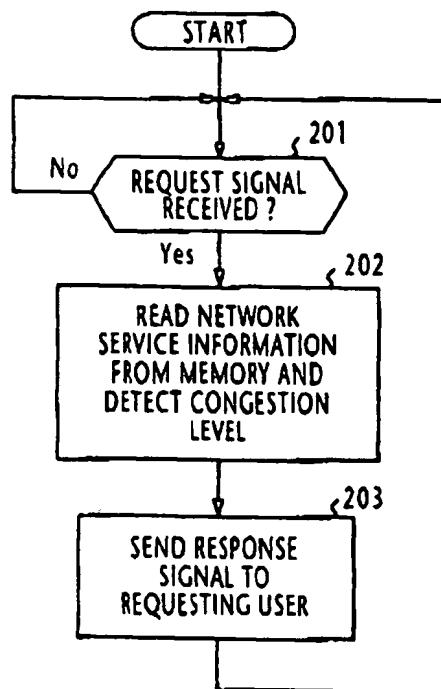 START
201
No
REQUEST SIGNAL
RECEIVED ?
Yes
202
READ NETWORK
SERVICE INFORMATION
FROM MEMORY AND
DETECT CONGESTION
LEVEL
203
SEND RESPONSE
SIGNAL TO
REQUESTING USER